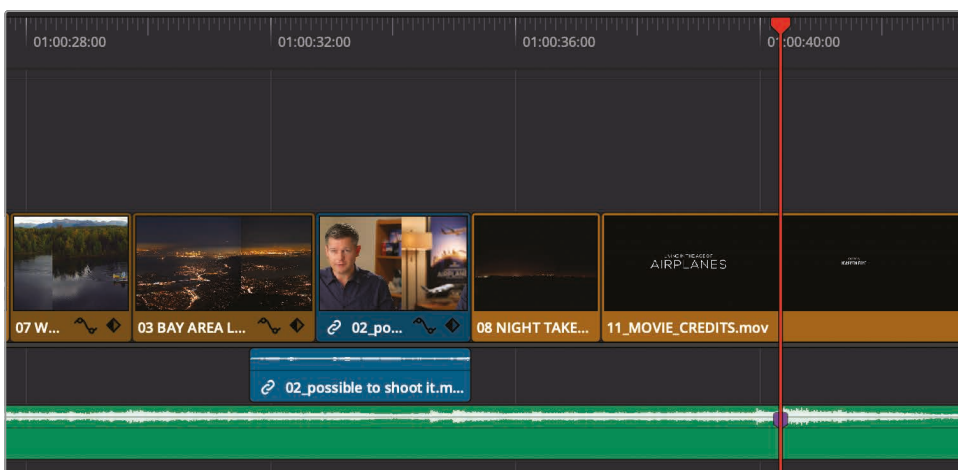 01:00:28:00 01:00:32:00 01:00:36:00 01:00:40:00
AIRPLANES
AIRPLANES
07 W... 03 BAY AREA L... 02_po... 08 NIGHT TAKE... 11_MOVIE_CREDITS.mov
02_possible to shoot it.m...